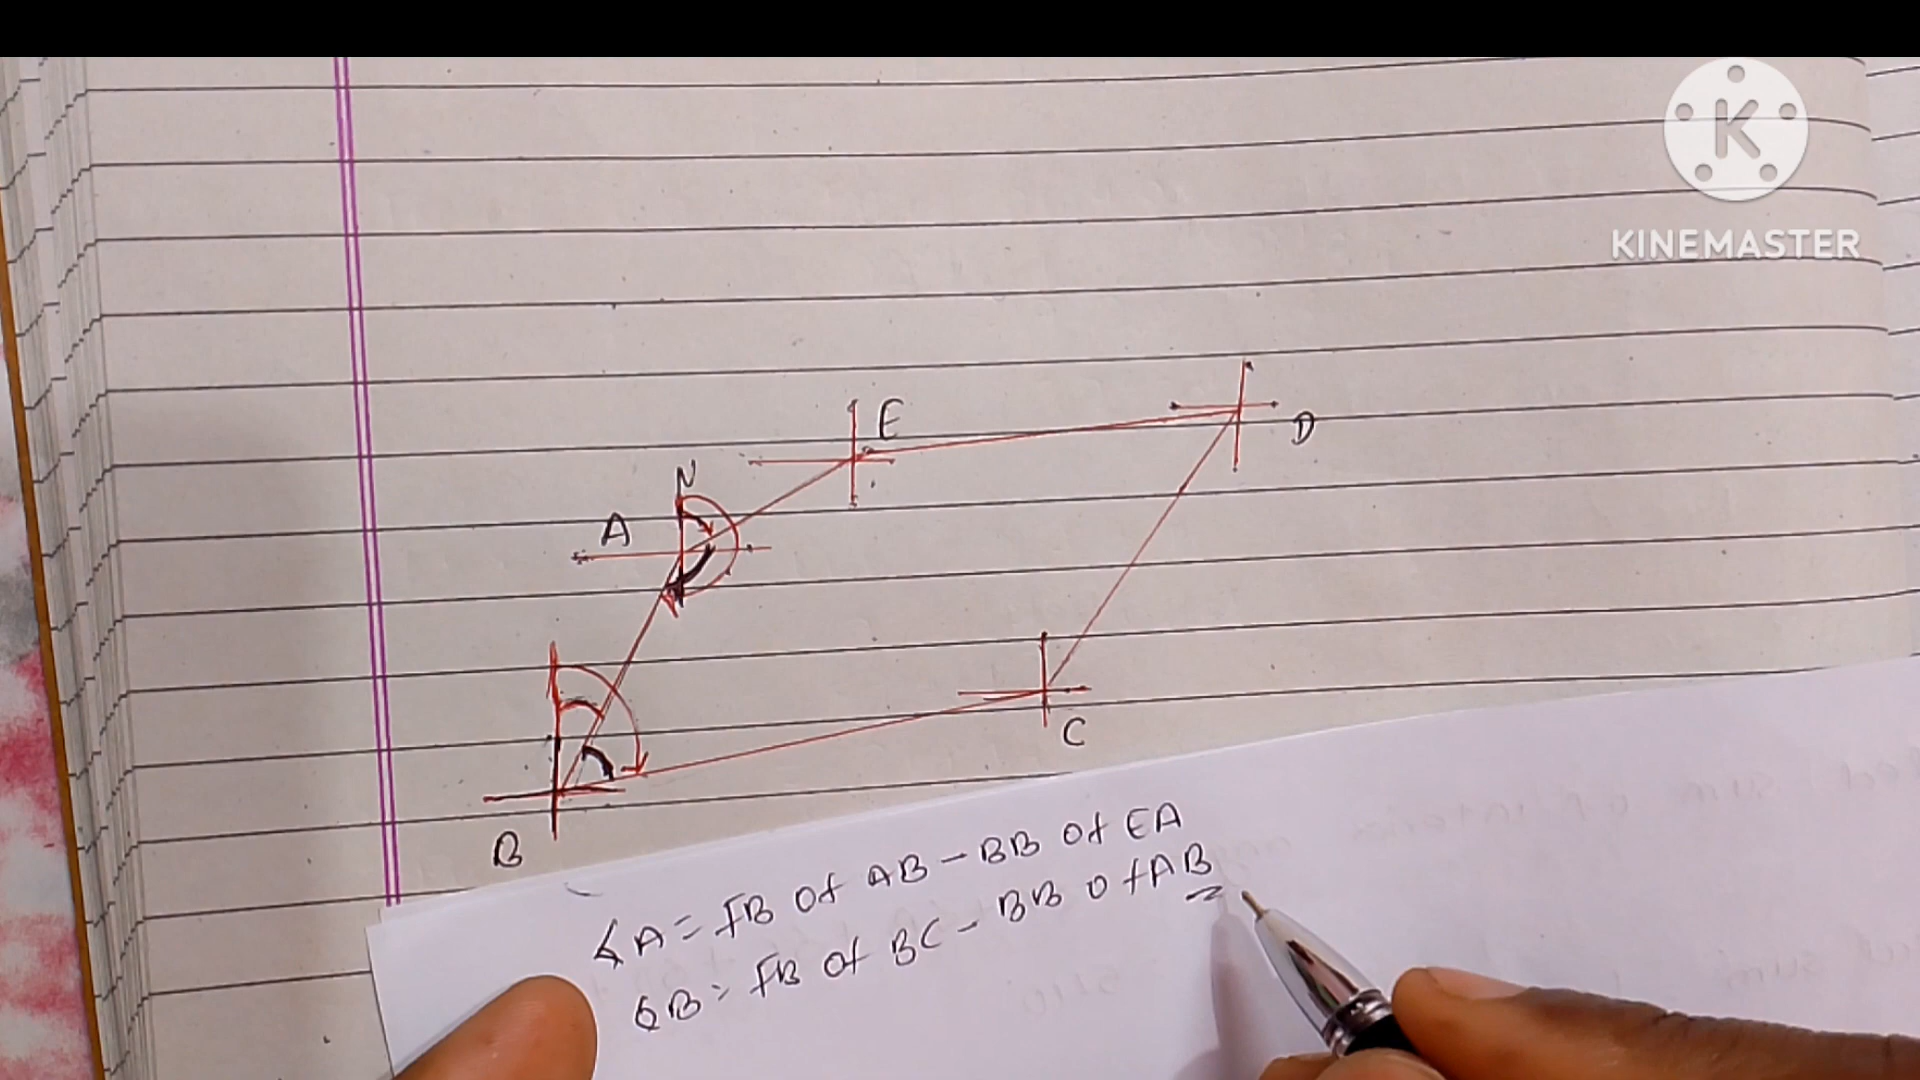 K
KINEMASTER
E
D
N
A
C
B
∡A = FB Of AB - BB Of EA
∡B = FB Of BC - BB Of AB